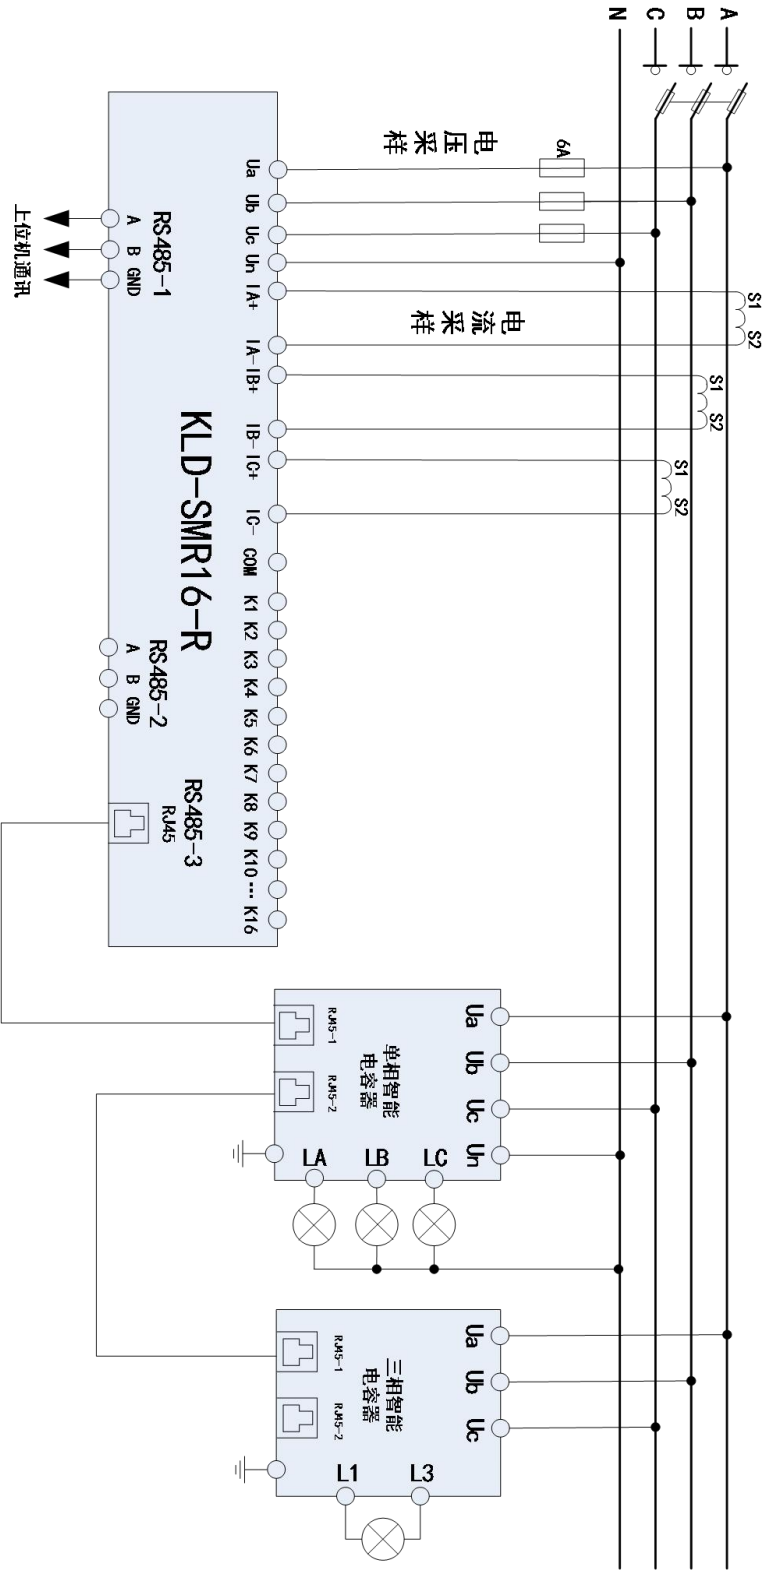 A
B
C
N
S1
S2
S1
S2
S1
S2
6A
电压采样
电流采样
Ua
Ub
Uc
Un
IA+
IA-
IB+
IB-
IC+
IC-
COM
K1
K2
K3
K4
K5
K6
K7
K8
K9
K10
···
K16
KLD-SMR16-R
RS485-1
A
B
GND
上位机通讯
RS485-2
A
B
GND
RS485-3
RJ45
Ua
Ub
Uc
Un
单相智能
电容器
RJ45-1
RJ45-2
LA
LB
LC
Ua
Ub
Uc
三相智能
电容器
RJ45-1
RJ45-2
L1
L3